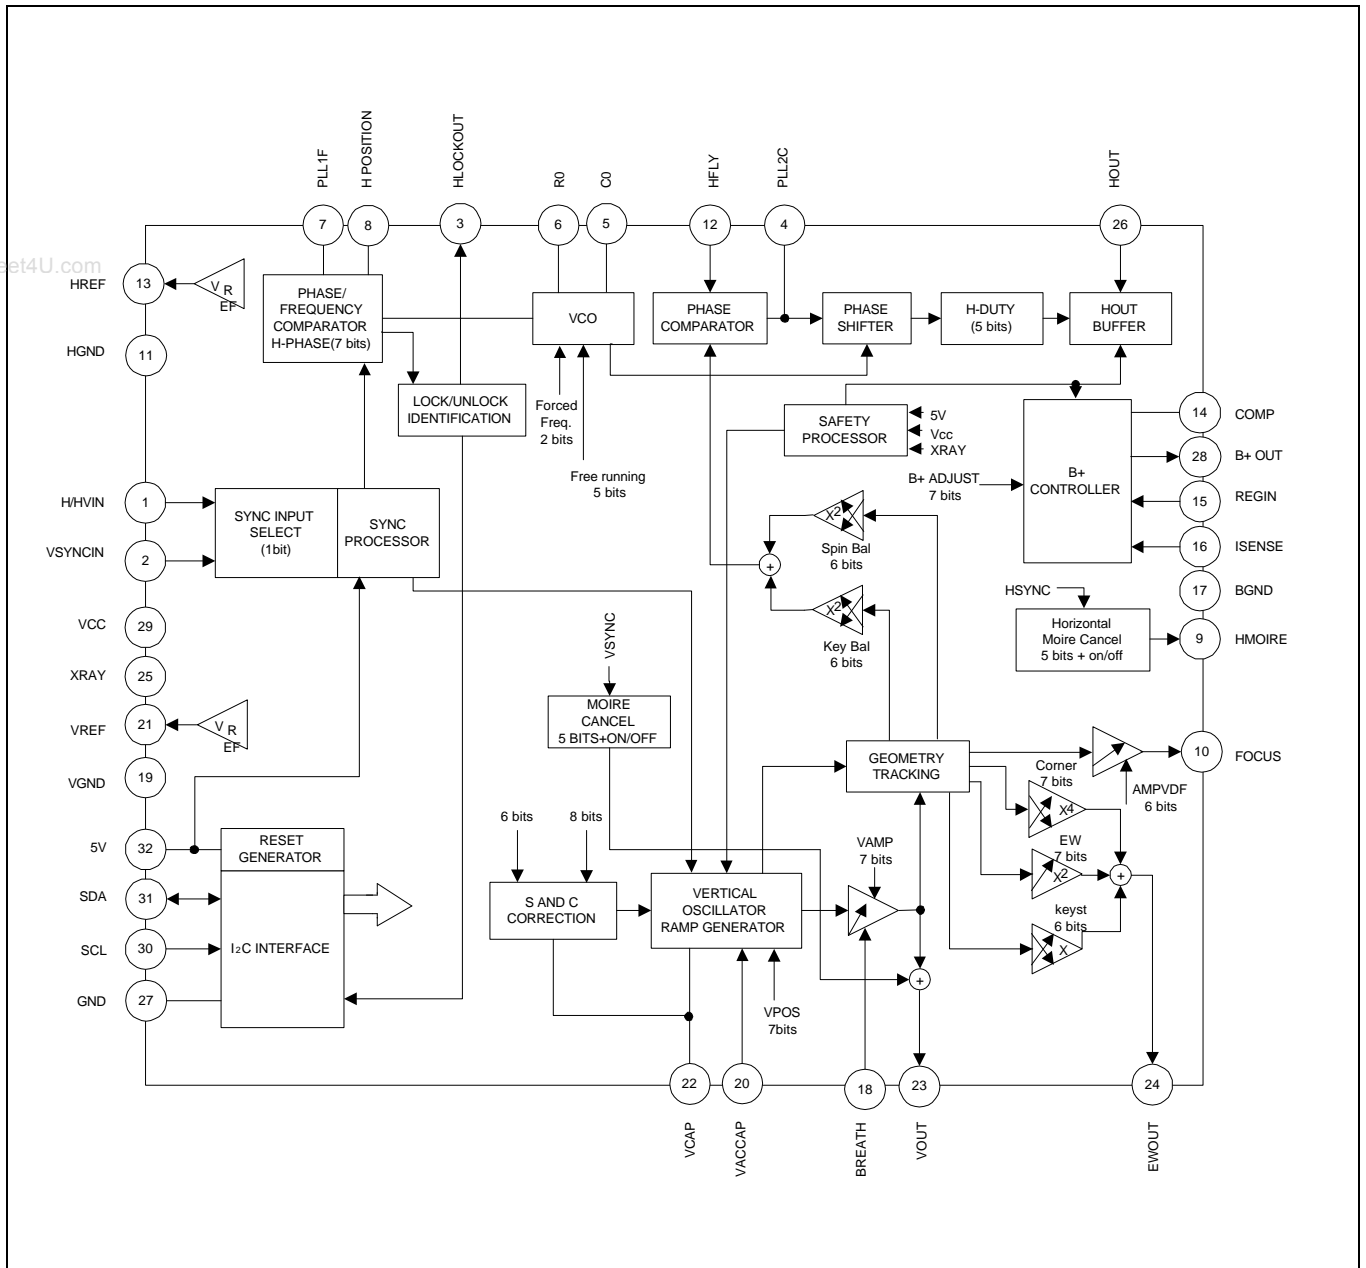 PLL1F
H POSITION
HLOCKOUT
R0
C0
HFLY
PLL2C
HOUT
7
8
3
6
5
12
4
26
eet4U.com
HREF
13
V R EF
HGND
11
PHASE/
FREQUENCY
COMPARATOR
H-PHASE(7 bits)
VCO
PHASE
COMPARATOR
PHASE
SHIFTER
H-DUTY
(5 bits)
HOUT
BUFFER
LOCK/UNLOCK
IDENTIFICATION
Forced
Freq.
2 bits
Free running
5 bits
SAFETY
PROCESSOR
5V
Vcc
XRAY
B+ ADJUST
7 bits
B+
CONTROLLER
14
COMP
28
B+ OUT
15
REGIN
16
ISENSE
17
BGND
H/HVIN
1
VSYNCIN
2
SYNC INPUT
SELECT
(1bit)
SYNC
PROCESSOR
X2
Spin Bal
6 bits
+
X2
Key Bal
6 bits
HSYNC
Horizontal
Moire Cancel
5 bits + on/off
9
HMOIRE
VCC
29
XRAY
25
VREF
21
V R EF
VGND
19
VSYNC
MOIRE
CANCEL
5 BITS+ON/OFF
GEOMETRY
TRACKING
10
FOCUS
AMPVDF
6 bits
Corner
7 bits
X4
EW
7 bits
X2
+
keyst
6 bits
X
5V
32
SDA
31
SCL
30
GND
27
RESET
GENERATOR
I2C INTERFACE
6 bits
8 bits
S AND C
CORRECTION
VERTICAL
OSCILLATOR
RAMP GENERATOR
VAMP
7 bits
VPOS
7bits
+
22
20
18
23
24
VCAP
VACCAP
BREATH
VOUT
EWOUT